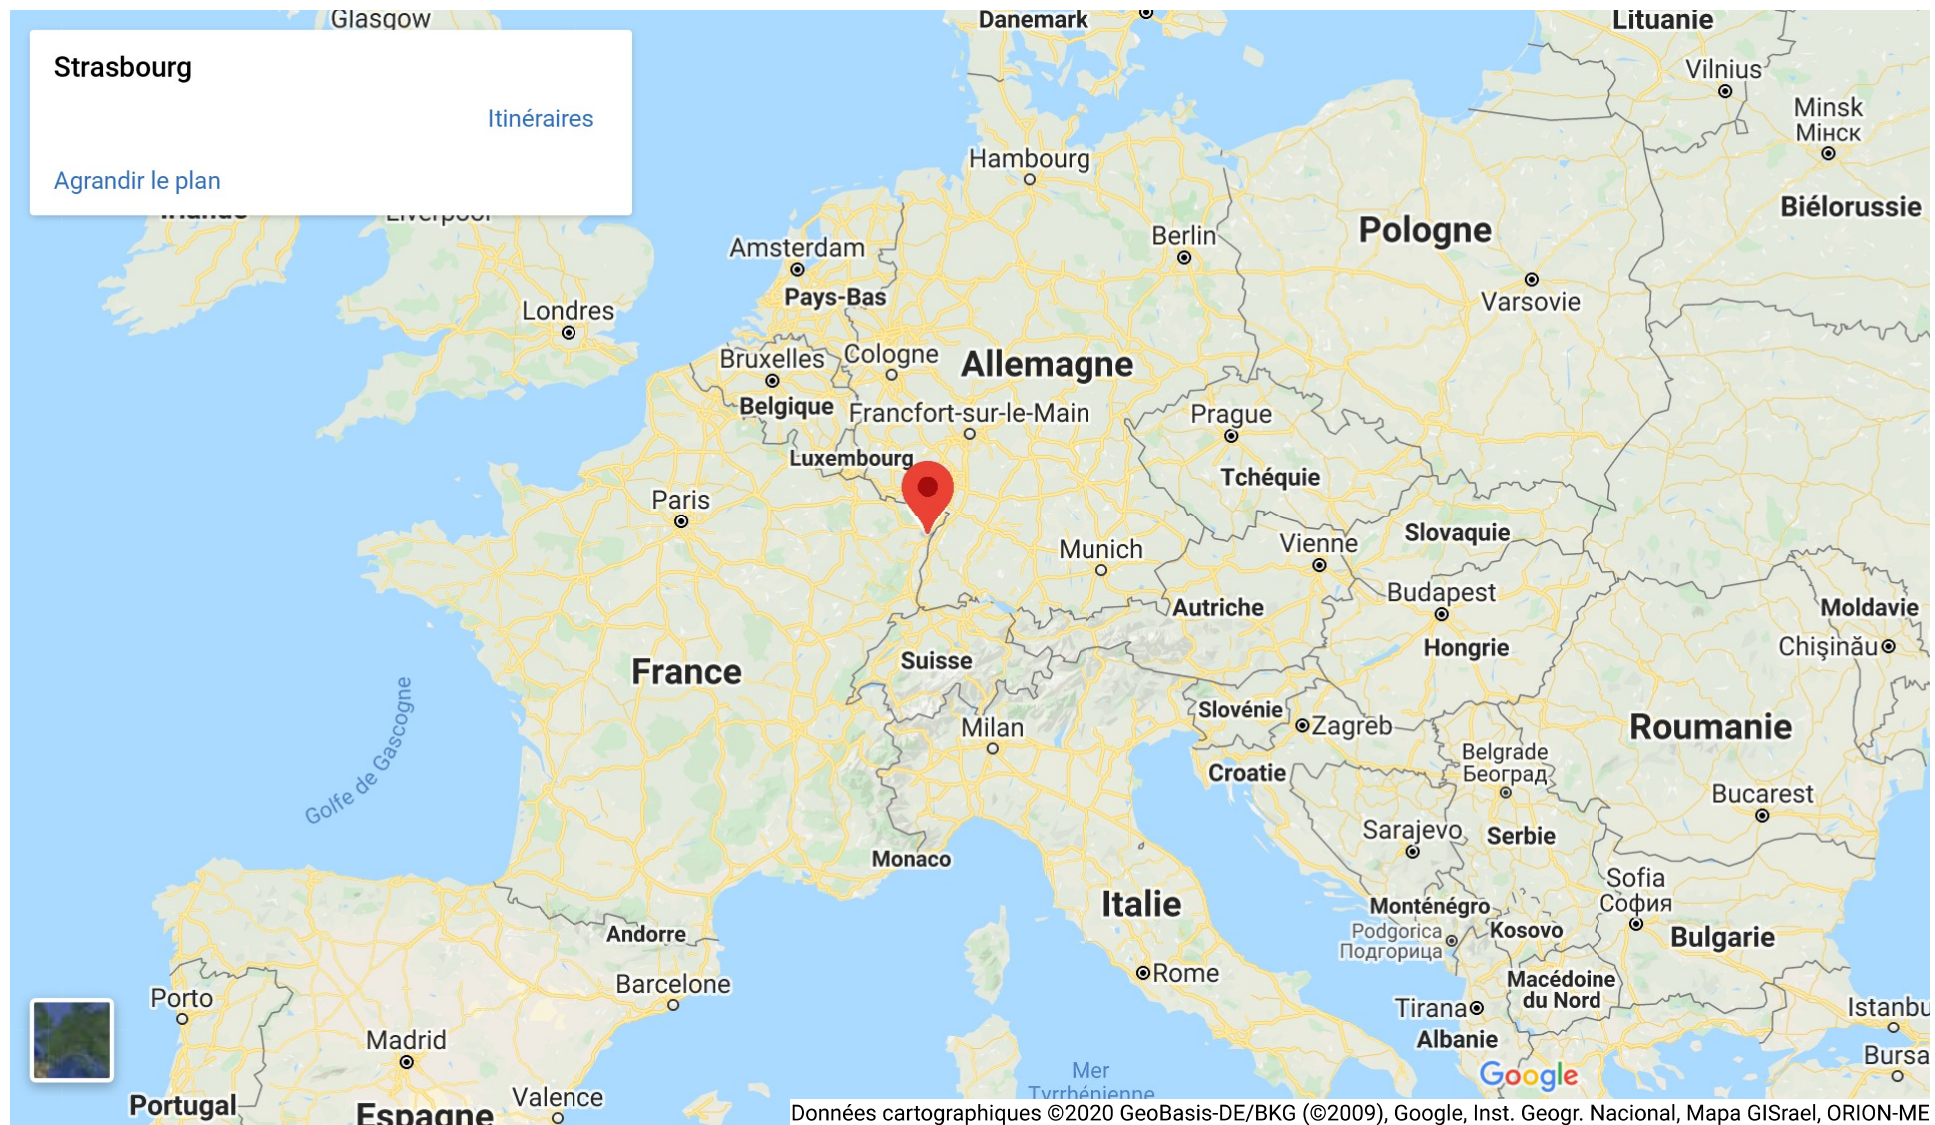 Glasgow
Danemark
Lituanie
Strasbourg
Itinéraires
Agrandir le plan
Vilnius
Minsk
Мінск
Hambourg
Irlande
Liverpool
Biélorussie
Pologne
Berlin
Amsterdam
Pays-Bas
Varsovie
Londres
Bruxelles
Cologne
Allemagne
Belgique
Francfort-sur-le-Main
Prague
Luxembourg
Tchéquie
Paris
Slovaquie
Munich
Vienne
Budapest
Autriche
Moldavie
Hongrie
Chişinău
Suisse
France
Golfe de Gascogne
Slovénie
Zagreb
Milan
Roumanie
Belgrade
Београд
Croatie
Bucarest
Sarajevo
Serbie
Monaco
Sofia
София
Italie
Monténégro
Andorre
Podgorica
Подгорица
Kosovo
Bulgarie
Rome
Barcelone
Macédoine
du Nord
Porto
Tirana
Istanbu
Madrid
Albanie
Bursa
Mer
Tyrrhénienne
Google
Valence
Portugal
Espagne
Données cartographiques ©2020 GeoBasis-DE/BKG (©2009), Google, Inst. Geogr. Nacional, Mapa GISrael, ORION-ME